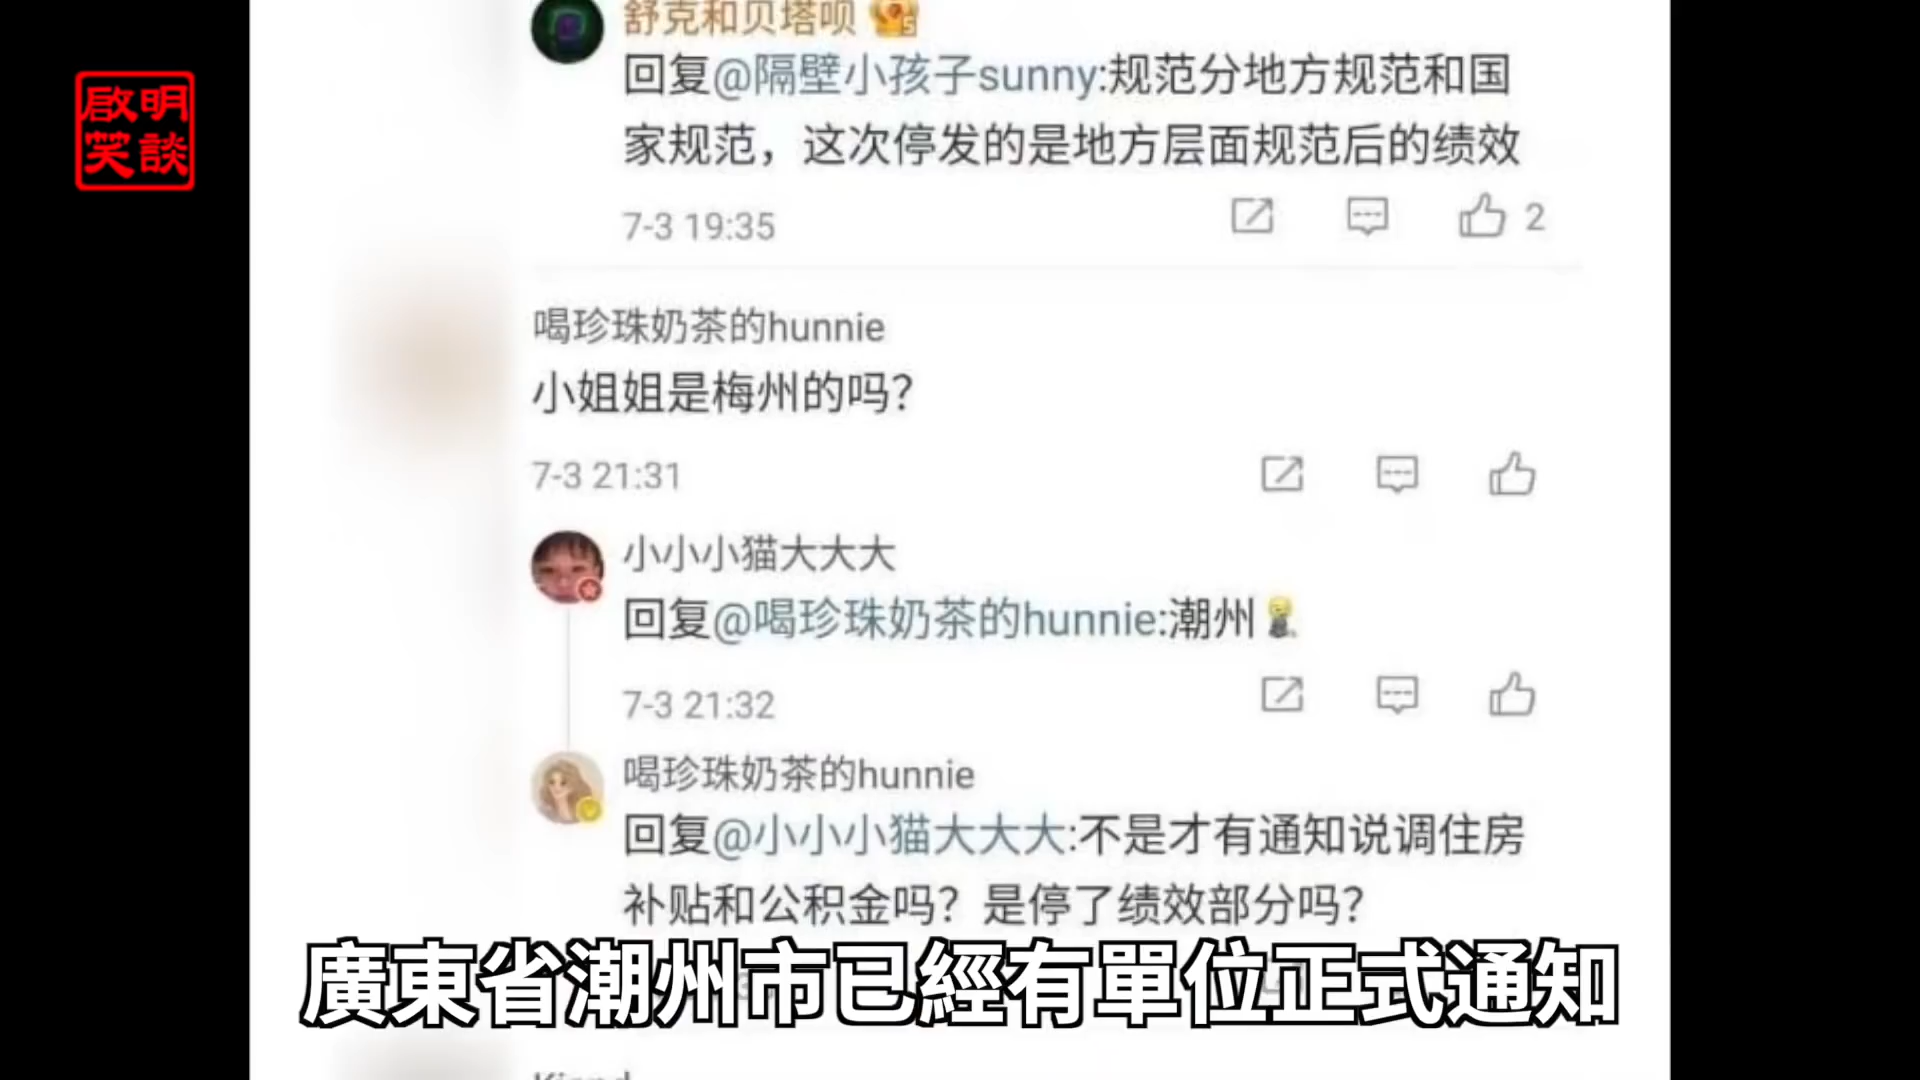 啟明
笑談
舒克和贝塔呗
回复@隔壁小孩子sunny:规范分地方规范和国
家规范，这次停发的是地方层面规范后的绩效
7-3 19:35
2
喝珍珠奶茶的hunnie
小姐姐是梅州的吗？
7-3 21:31
小小小猫大大大
回复@喝珍珠奶茶的hunnie:潮州
7-3 21:32
喝珍珠奶茶的hunnie
回复@小小小猫大大大:不是才有通知说调住房
补贴和公积金吗？是停了绩效部分吗？
廣東省潮州市已經有單位正式通知